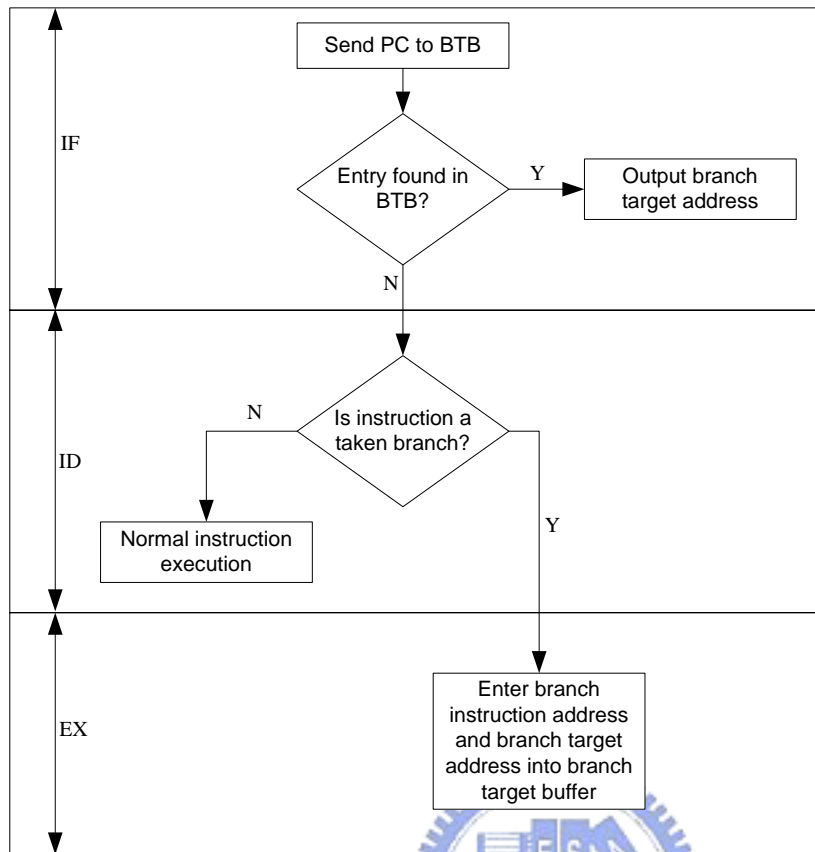 Send PC to BTB
IF
Entry found in
BTB?
Y
Output branch
target address
N
Is instruction a
taken branch?
N
ID
Y
Normal instruction
execution
Enter branch
instruction address
and branch target
address into branch
target buffer
EX